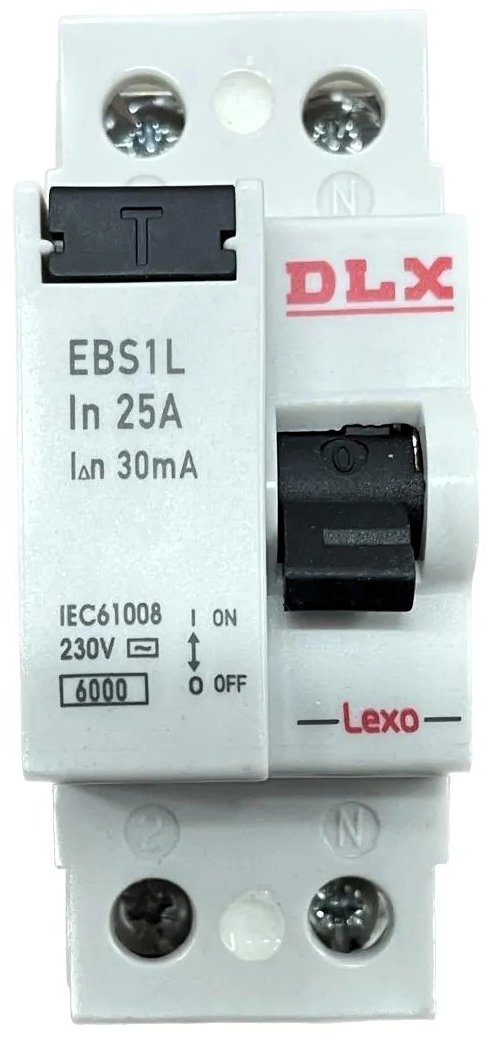 N
T
DLX
EBS1L
In 25A
I△n 30mA
O
IEC61008
I ON
230V
6000
O OFF
Lexo
2
N